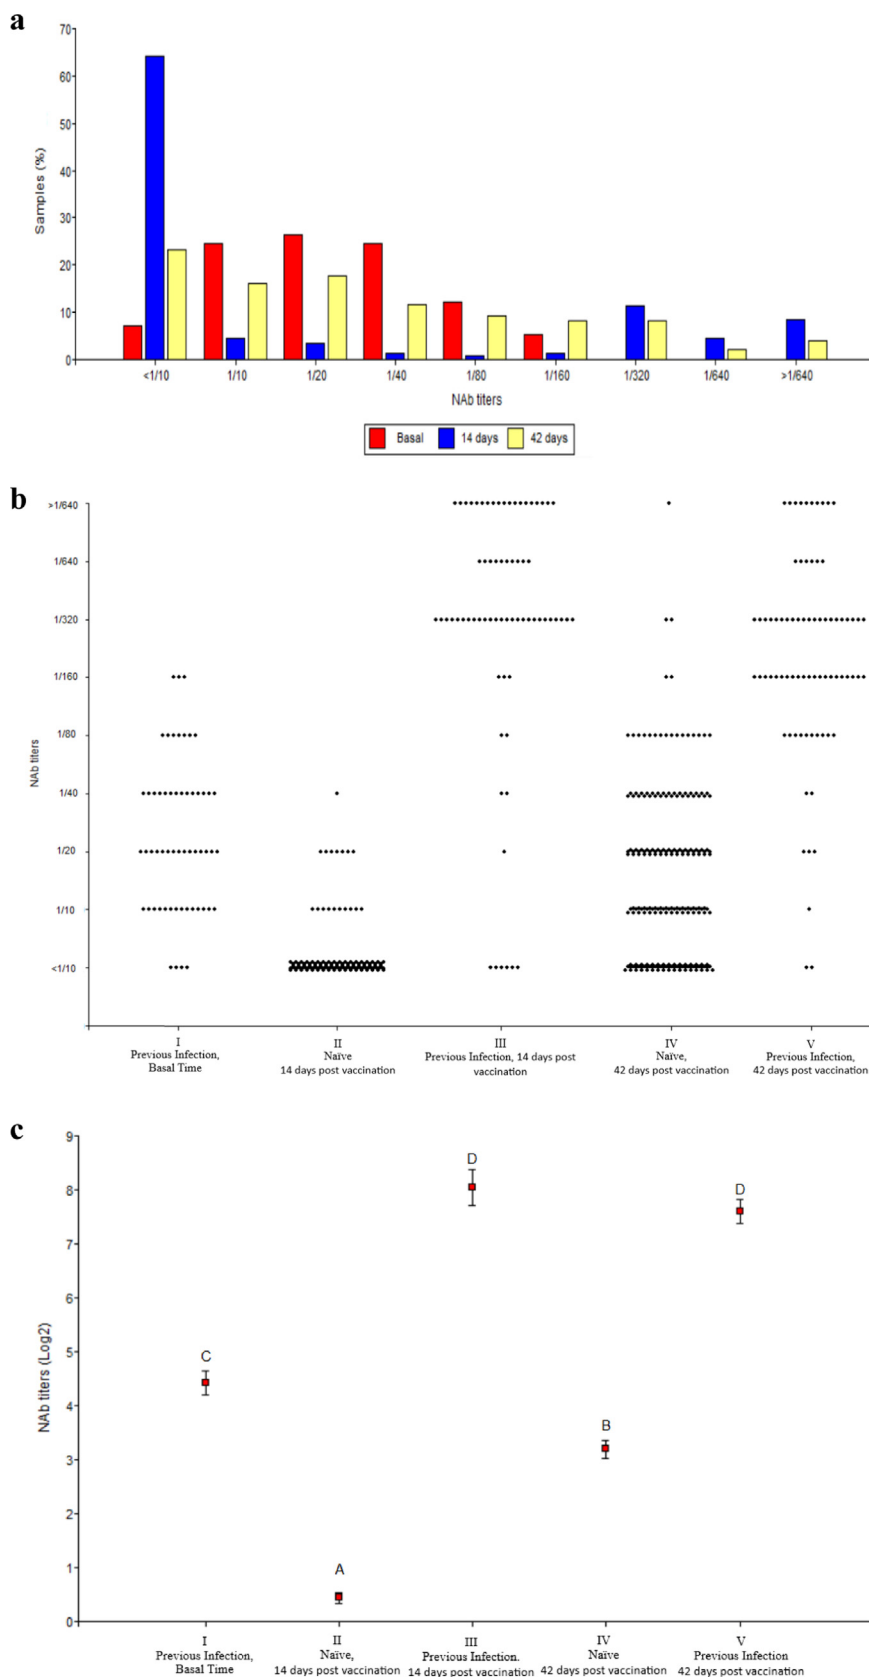 a
70
60
50
40
30
20
10
0
Samples (%)
<1/10 1/10 1/20 1/40 1/80 1/160 1/320 1/640 >1/640
NAb titers
Basal 14 days 42 days
b
>1/640
1/640
1/320
1/160
1/80
1/40
1/20
1/10
<1/10
NAb titers
I II III IV V
Previous Infection, Naïve Previous Infection, 14 days post Naïve, Previous Infection,
Basal Time 14 days post vaccination vaccination 42 days post vaccination 42 days post vaccination
c
9
8
7
6
5
4
3
2
1
0
NAb titers (Log2)
C
A
D
B
D
I II III IV V
Previous Infection, Naïve, Previous Infection. Naïve Previous Infection
Basal Time 14 days post vaccination 14 days post vaccination 42 days post vaccination 42 days post vaccination